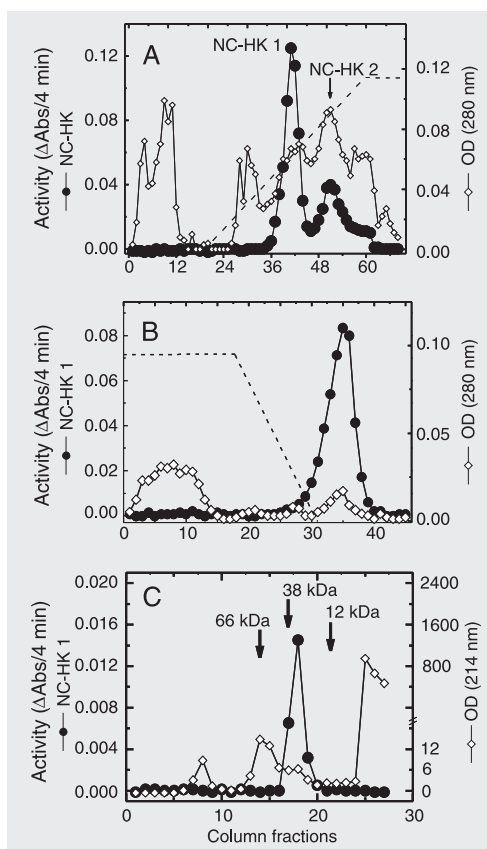 A
NC-HK 1
NC-HK 2
Activity (ΔAbs/4 min)
NC-HK
OD (280 nm)
0.12
0.08
0.04
0.00
0.12
0.08
0.04
0.00
0 12 24 36 48 60
B
Activity (ΔAbs/4 min)
NC-HK 1
OD (280 nm)
0.08
0.06
0.04
0.02
0.00
0.10
0.05
0.00
0 10 20 30 40
C
66 kDa
38 kDa
12 kDa
Activity (ΔAbs/4 min)
NC-HK 1
OD (214 nm)
0.020
0.016
0.012
0.008
0.004
0.000
2400
1600
800
12
6
0
0 10 20 30
Column fractions